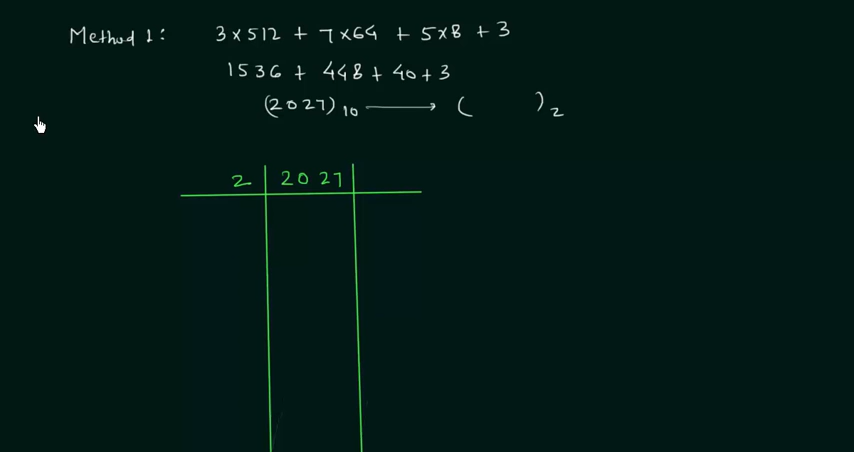 Method 1: 3×512 + 7×64 + 5×8 + 3
1536 + 448 + 40 + 3
(2027)₁₀ ⟶ ( )₂
2 | 2027 |